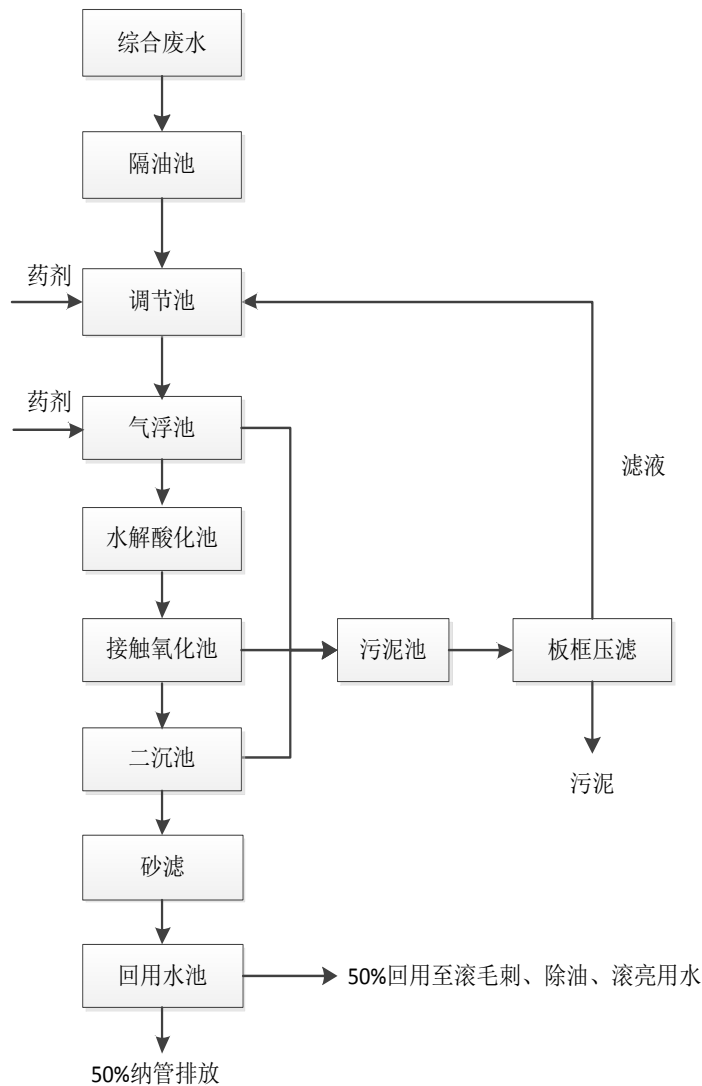 综合废水
隔油池
药剂
调节池
药剂
气浮池
滤液
水解酸化池
接触氧化池
污泥池
板框压滤
二沉池
污泥
砂滤
回用水池
50%回用至滚毛刺、除油、滚亮用水
50%纳管排放